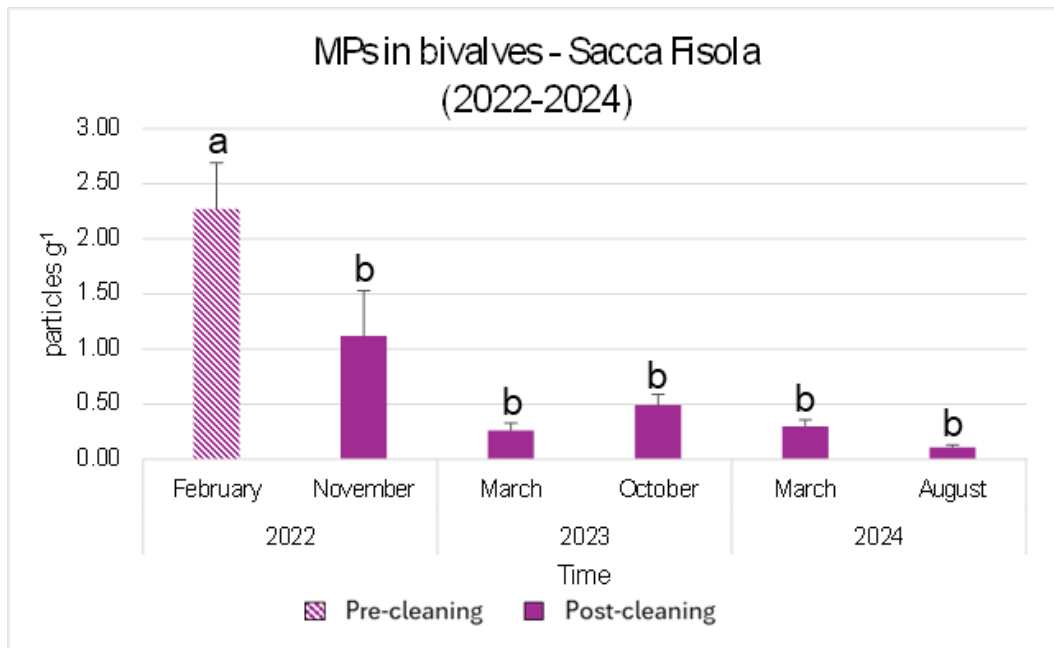 MPs in bivalves - Sacca Fisola
(2022-2024)
3.00
2.50
2.00
1.50
1.00
0.50
0.00
particles g⁻¹
a
b
b
b
b
b
February November March October March August
2022 2023 2024
Time
Pre-cleaning Post-cleaning